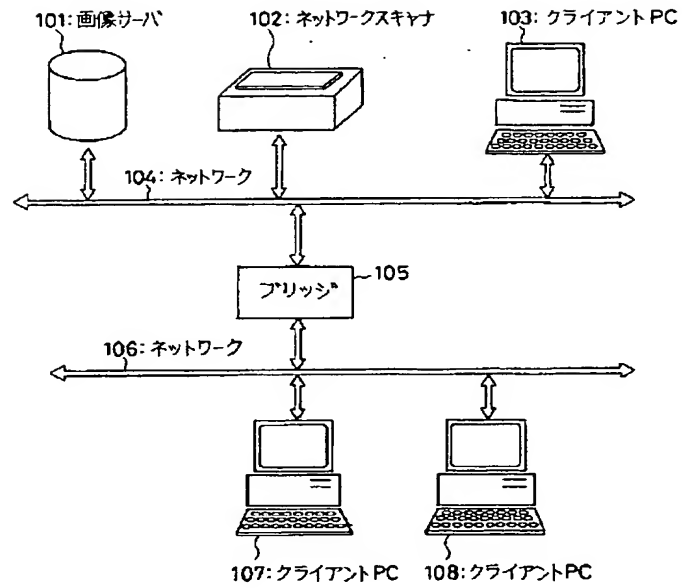 101:画像サーバ
102:ネットワークスキャナ
103:クライアントPC
104:ネットワーク
ブリッジ
105
106:ネットワーク
107:クライアントPC
108:クライアントPC